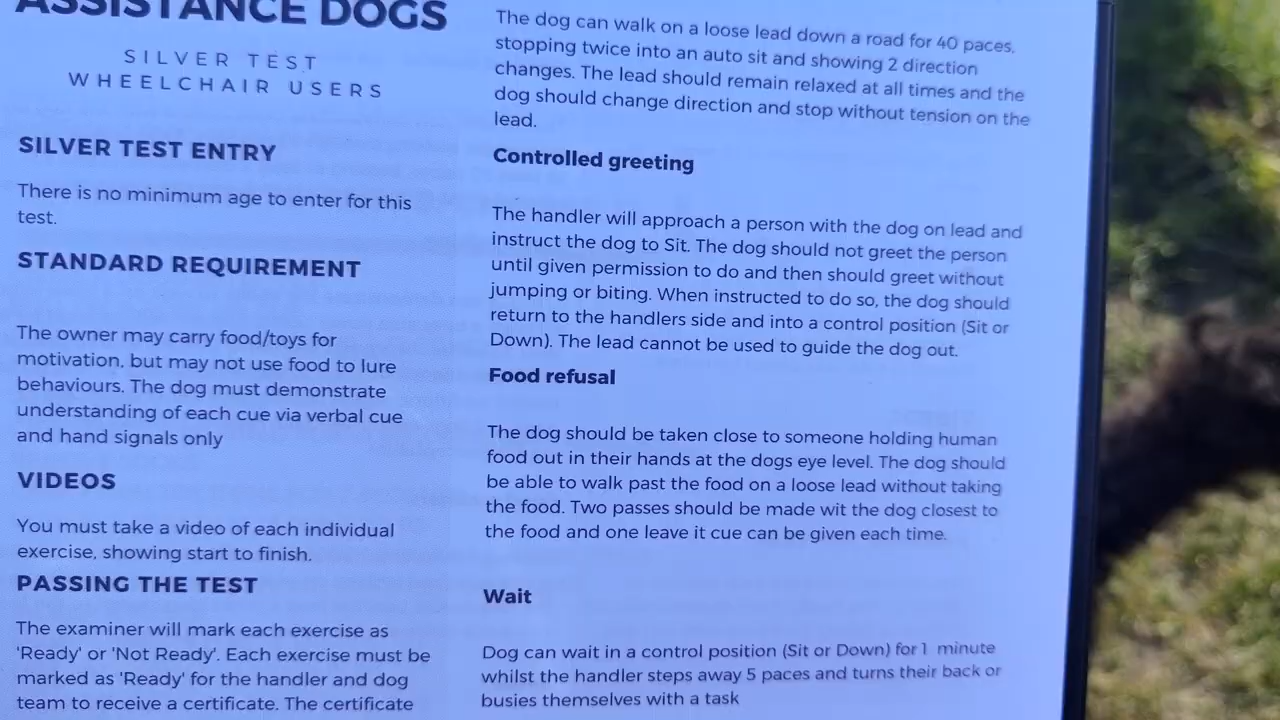 ASSISTANCE DOGS
SILVER TEST
WHEELCHAIR USERS
SILVER TEST ENTRY
There is no minimum age to enter for this
test.
STANDARD REQUIREMENT
The owner may carry food/toys for
motivation, but may not use food to lure
behaviours. The dog must demonstrate
understanding of each cue via verbal cue
and hand signals only
VIDEOS
You must take a video of each individual
exercise, showing start to finish.
PASSING THE TEST
The examiner will mark each exercise as
'Ready' or 'Not Ready'. Each exercise must be
marked as 'Ready' for the handler and dog
team to receive a certificate. The certificate
The dog can walk on a loose lead down a road for 40 paces,
stopping twice into an auto sit and showing 2 direction
changes. The lead should remain relaxed at all times and the
dog should change direction and stop without tension on the
lead.
Controlled greeting
The handler will approach a person with the dog on lead and
instruct the dog to Sit. The dog should not greet the person
until given permission to do and then should greet without
jumping or biting. When instructed to do so, the dog should
return to the handlers side and into a control position (Sit or
Down). The lead cannot be used to guide the dog out.
Food refusal
The dog should be taken close to someone holding human
food out in their hands at the dogs eye level. The dog should
be able to walk past the food on a loose lead without taking
the food. Two passes should be made wit the dog closest to
the food and one leave it cue can be given each time.
Wait
Dog can wait in a control position (Sit or Down) for 1 minute
whilst the handler steps away 5 paces and turns their back or
busies themselves with a task